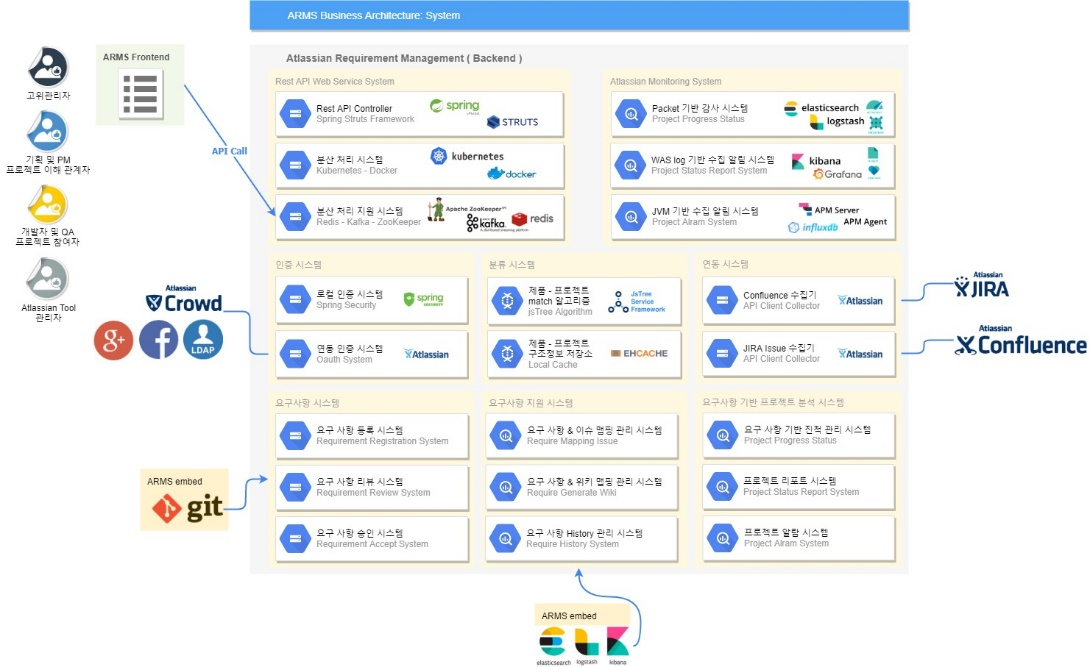 ARMS Business Architecture: System
고위관리자
기획 및 PM
프로젝트 이해 관계자
개발자 및 QA
프로젝트 참여자
Atlassian Tool
관리자
ARMS Frontend
API Call
Atlassian Requirement Management ( Backend )
Rest API Web Service System
Rest API Controller
Spring Struts Framework
spring
STRUTS
분산 처리 시스템
Kubernetes - Docker
kubernetes
docker
분산 처리 지원 시스템
Redis - Kafka - ZooKeeper
Apache ZooKeeper™
kafka
redis
Atlassian Monitoring System
Packet 기반 감사 시스템
Project Progress Status
elasticsearch
logstash
WAS log 기반 수집 알림 시스템
Project Status Report System
kibana
Grafana
JVM 기반 수집 알림 시스템
Project Alram System
APM Server
APM Agent
influxdb
인증 시스템
로컬 인증 시스템
Spring Security
spring
SECURITY
연동 인증 시스템
Oauth System
Atlassian
분류 시스템
제품 - 프로젝트
match 알고리즘
jsTree Algorithm
JsTree
Service
Framework
제품 - 프로젝트
구조정보 저장소
Local Cache
EHCACHE
연동 시스템
Confluence 수집기
API Client Collector
Atlassian
JIRA Issue 수집기
API Client Collector
Atlassian
Atlassian
Crowd
g+
f
LDAP
Atlassian
JIRA
Atlassian
Confluence
요구사항 시스템
요구 사항 등록 시스템
Requirement Registration System
요구 사항 리뷰 시스템
Requirement Review System
요구 사항 승인 시스템
Requirement Accept System
요구사항 지원 시스템
요구 사항 & 이슈 맵핑 관리 시스템
Require Mapping Issue
요구 사항 & 위키 맵핑 관리 시스템
Require Generate Wiki
요구 사항 History 관리 시스템
Require History System
요구사항 기반 프로젝트 분석 시스템
요구 사항 기반 진척 관리 시스템
Project Progress Status
프로젝트 리포트 시스템
Project Status Report System
프로젝트 알람 시스템
Project Alram System
ARMS embed
git
ARMS embed
elasticsearch
logstash
kibana